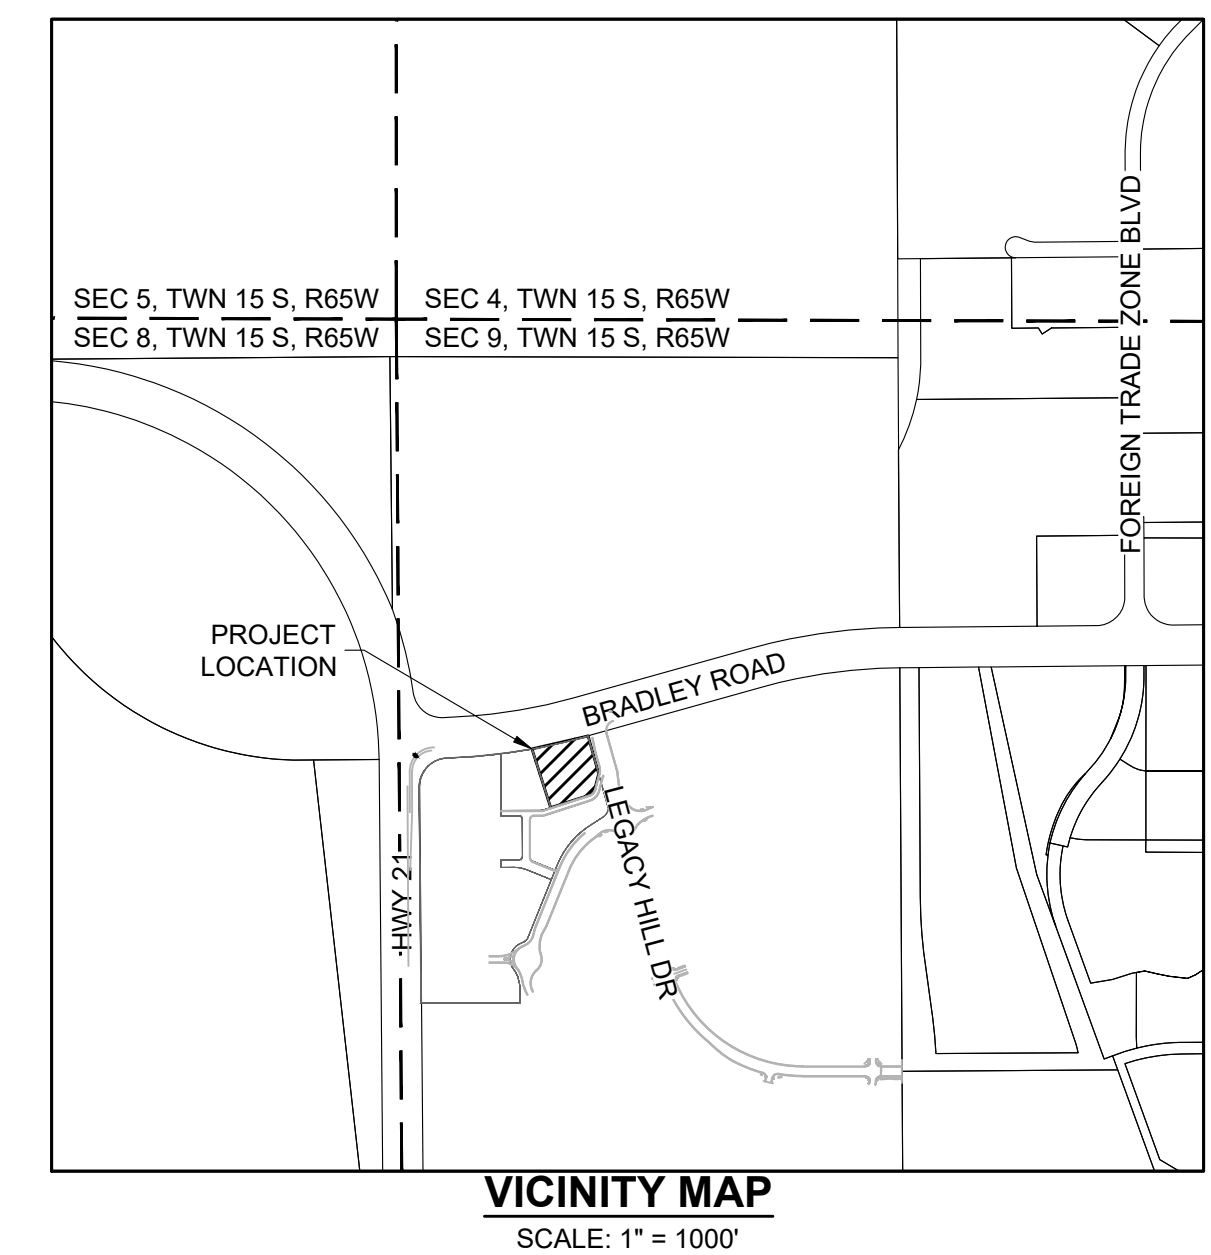 FOREIGN TRADE ZONE BLVD
SEC 5, TWN 15 S, R65W
SEC 4, TWN 15 S, R65W
SEC 8, TWN 15 S, R65W
SEC 9, TWN 15 S, R65W
PROJECT
LOCATION
BRADLEY ROAD
LEGACY HILL DR
HWY 21
VICINITY MAP
SCALE: 1" = 1000'